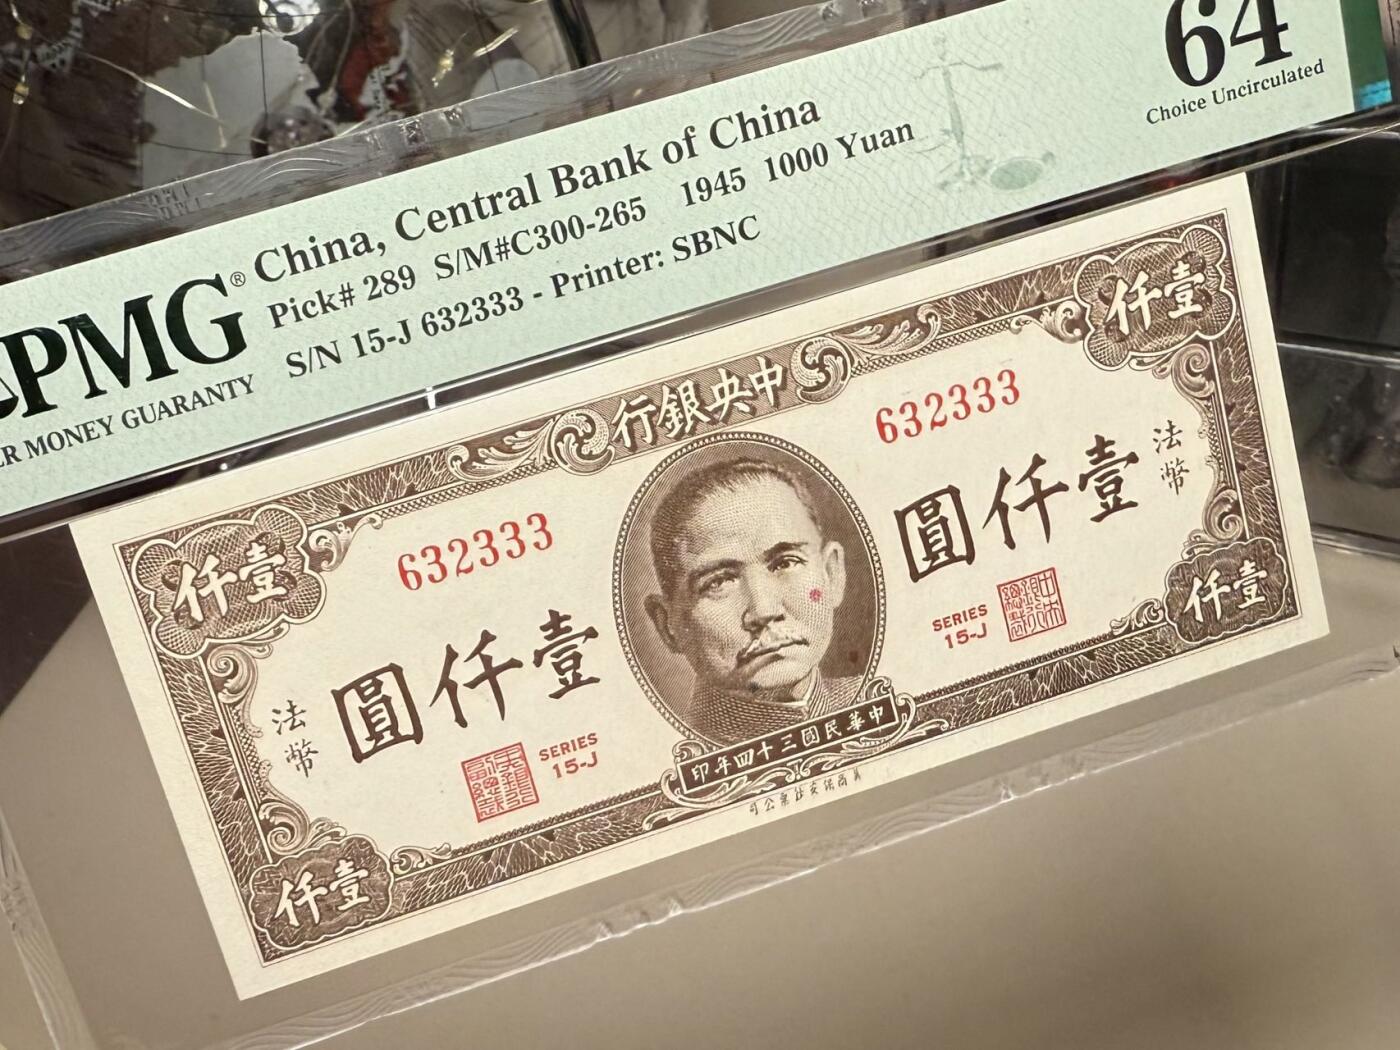 64
Choice Uncirculated
China, Central Bank of China
Pick# 289 S/M#C300-265 1945 1000 Yuan
S/N 15-J 632333 - Printer: SBNC
PMG®
MONEY GUARANTY
行銀央中
仟壹
仟壹
632333
632333
圓仟壹
圓仟壹
法幣
法幣
SERIES
15-J
SERIES
15-J
印年四十三國民華中
仟壹
仟壹